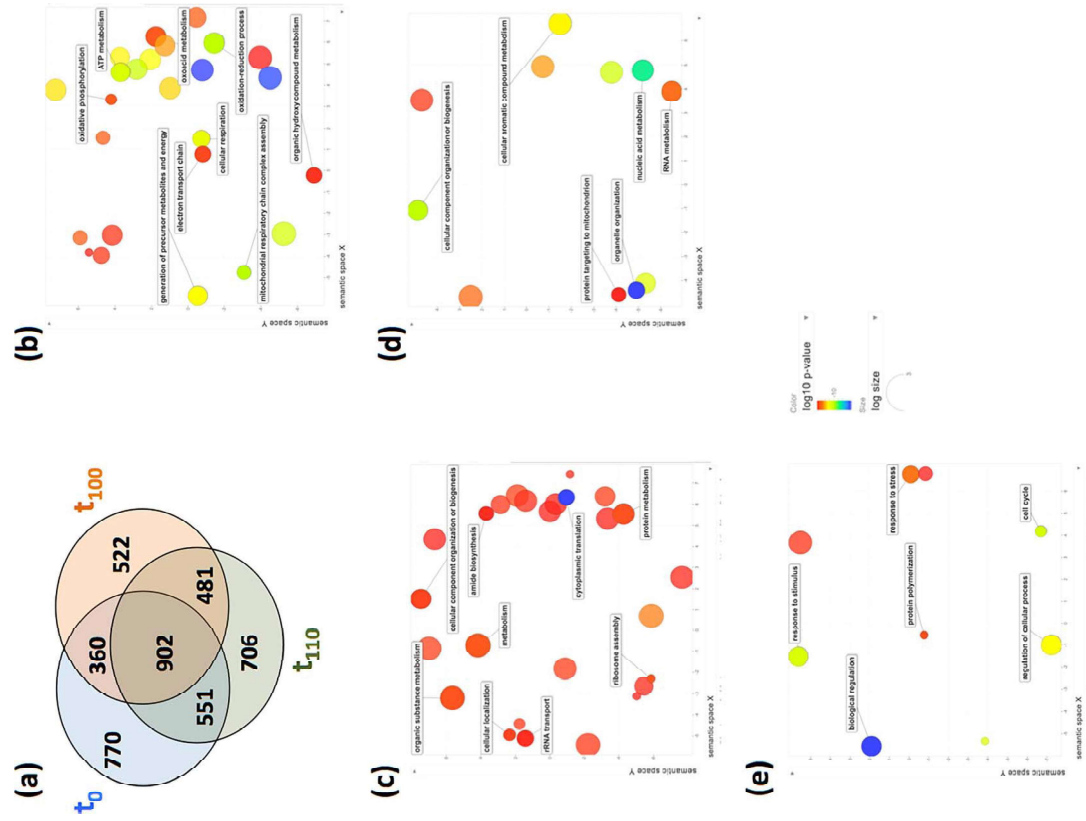 (a)
t0
t100
t110
770
360
522
902
551
481
706
(b)
oxidative phosphorylation
ATP metabolism
oxoacid metabolism
oxidation-reduction process
generation of precursor metabolites and energy
electron transport chain
cellular respiration
mitochondrial respiratory chain complex assembly
organic hydroxy compound metabolism
semantic space Y
semantic space X
(c)
organic substance metabolism
cellular component organization or biogenesis
amide biosynthesis
metabolism
cytoplasmic translation
cellular localization
rRNA transport
protein metabolism
ribosome assembly
semantic space Y
semantic space X
(d)
cellular component organization or biogenesis
cellular aromatic compound metabolism
protein targeting to mitochondrion
organelle organization
nucleic acid metabolism
RNA metabolism
semantic space Y
semantic space X
(e)
response to stimulus
biological regulation
response to stress
protein polymerization
cell cycle
regulation of cellular process
semantic space Y
semantic space X
Color
log10 p-value
-10
Size
log size
3